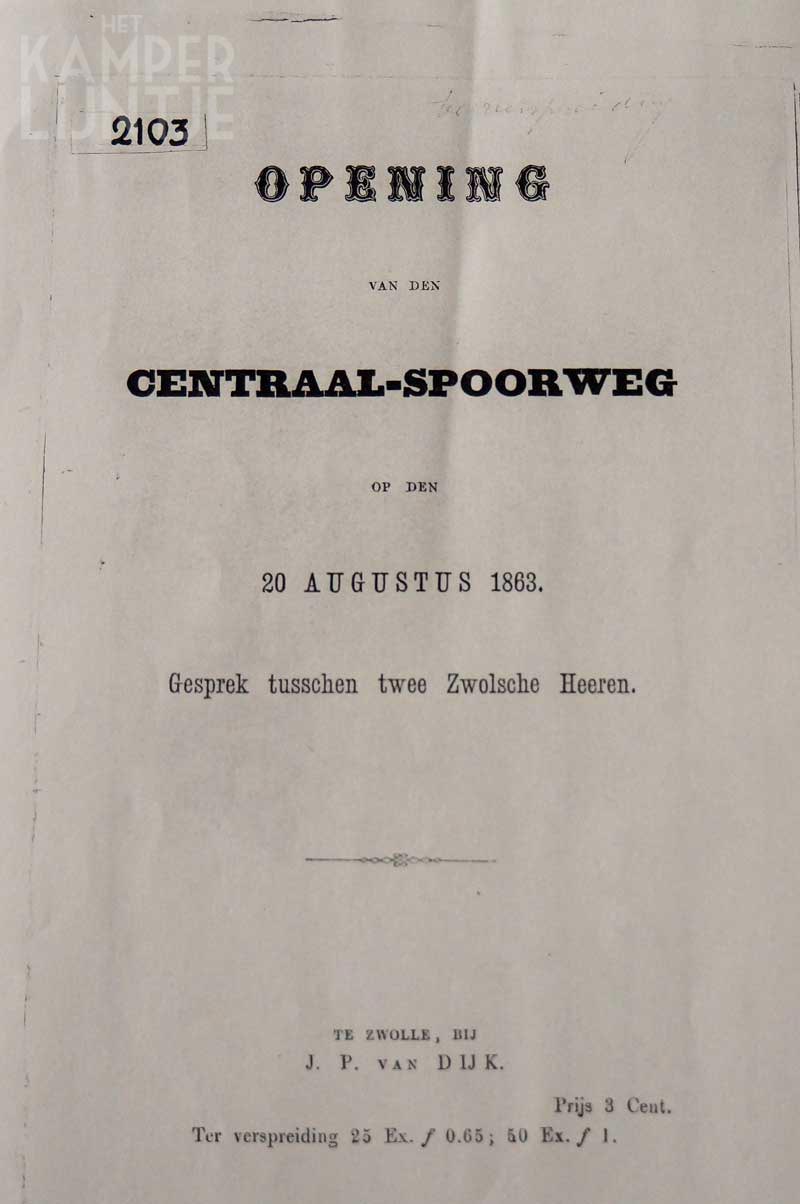 HET
KAMPER
LIJNTJE
2103
OPENING
VAN DEN
CENTRAAL-SPOORWEG
OP DEN
20 AUGUSTUS 1863.
Gesprek tusschen twee Zwolsche Heeren.
TE ZWOLLE, BIJ
J. P. VAN DIJK.
Prijs 3 Cent.
Ter verspreiding 25 Ex. ƒ 0.65; 50 Ex. ƒ 1.